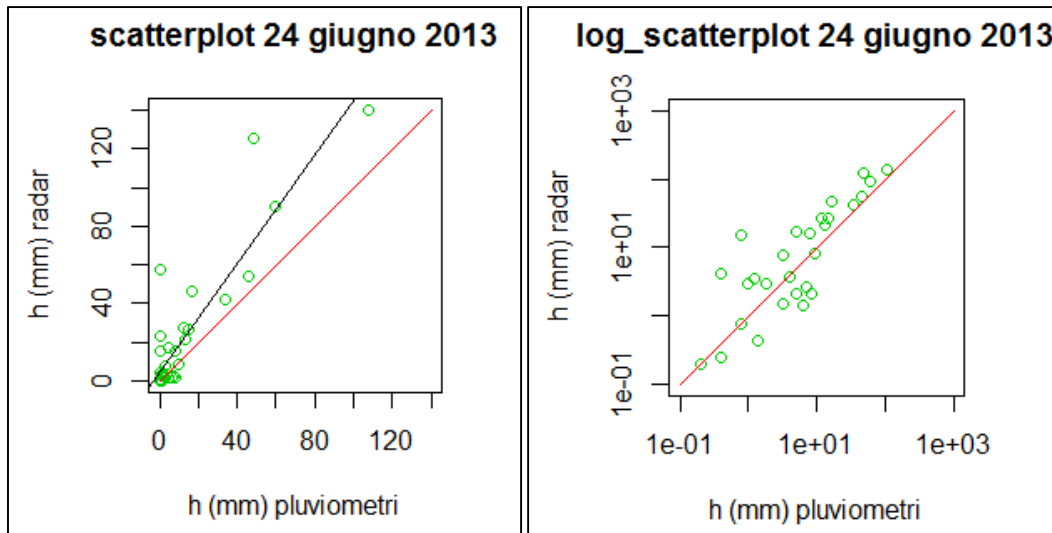 scatterplot 24 giugno 2013
h (mm) radar
120
80
40
0
0 40 80 120
h (mm) pluviometri
log_scatterplot 24 giugno 2013
h (mm) radar
1e+03
1e+01
1e-01
1e-01 1e+01 1e+03
h (mm) pluviometri